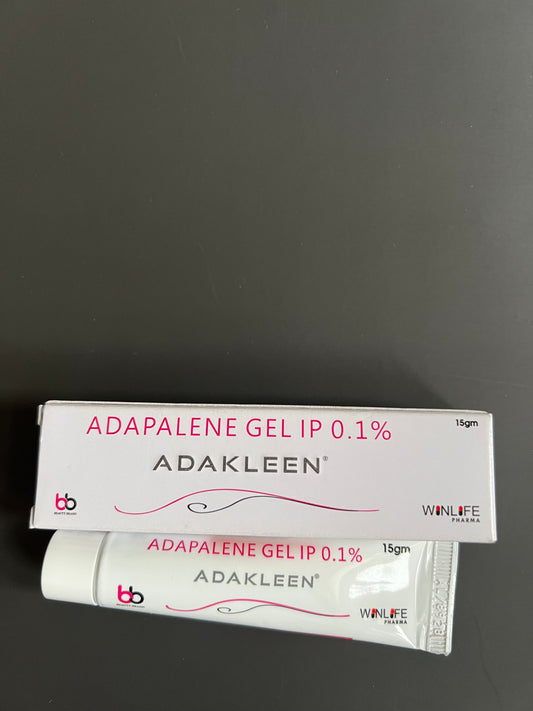 ADAPALENE GEL IP 0.1%
15gm
ADAKLEEN®
bb
WINLIFE
PHARMA
ADAPALENE GEL IP 0.1%
15gm
ADAKLEEN®
bb
WINLIFE
PHARMA